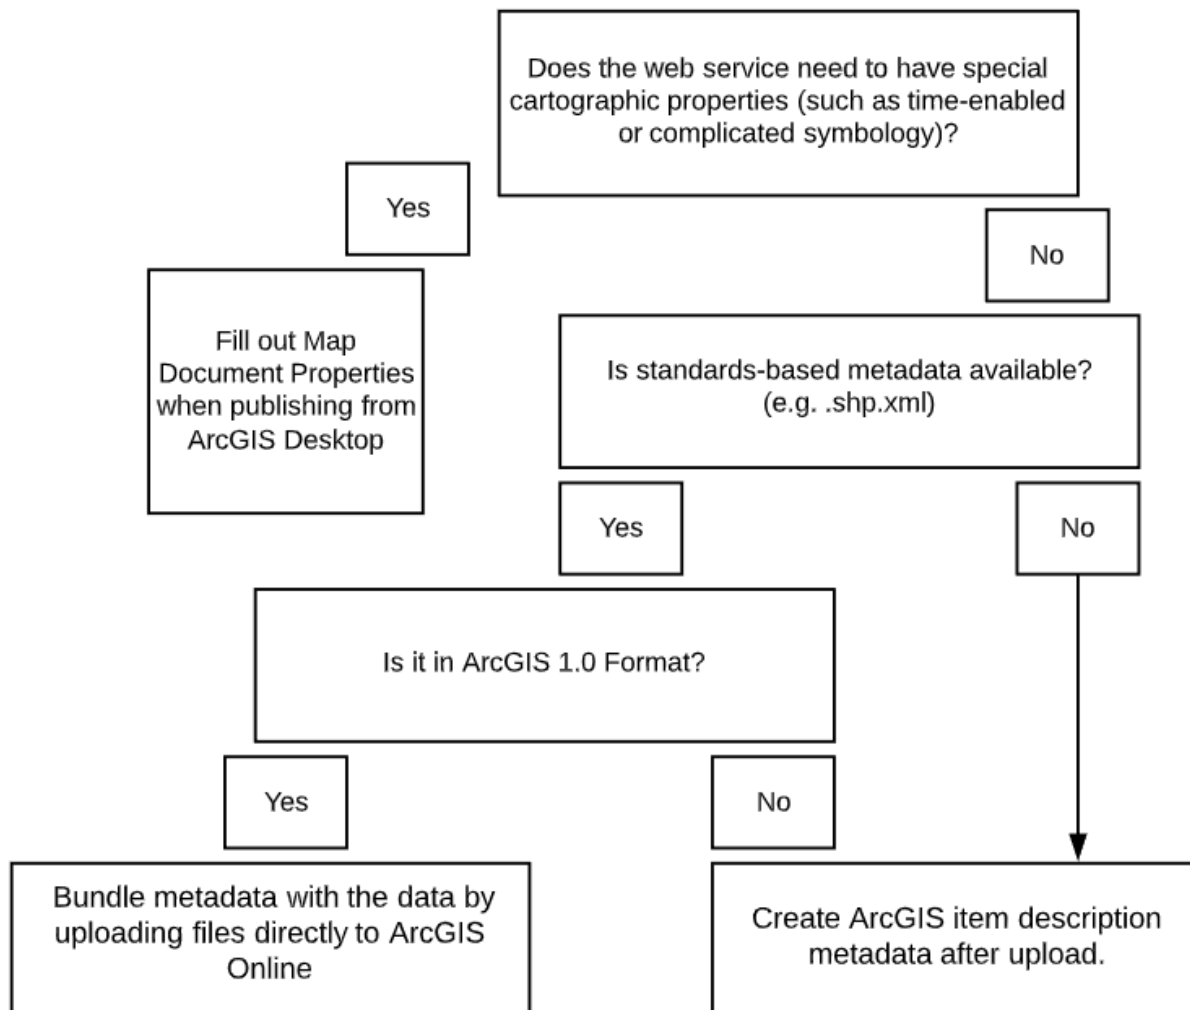 Does the web service need to have special
cartographic properties (such as time-enabled
or complicated symbology)?
Yes
No
Fill out Map
Document Properties
when publishing from
ArcGIS Desktop
Is standards-based metadata available?
(e.g. .shp.xml)
Yes
No
Is it in ArcGIS 1.0 Format?
Yes
No
Bundle metadata with the data by
uploading files directly to ArcGIS
Online
Create ArcGIS item description
metadata after upload.